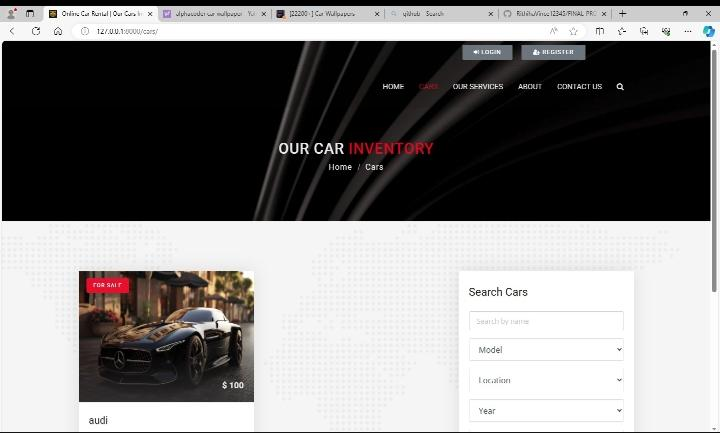 Online Car Rental | Our Cars In
alphacoder car wallpaper - Yah
[22200+] Car Wallpapers
github - Search
127.0.0.1:8000/cars/
LOGIN
REGISTER
HOME CARS OUR SERVICES ABOUT CONTACT US
OUR CAR INVENTORY
Home / Cars
FOR SALE
$ 100
audi
Search Cars
Search by name
Model
Location
Year